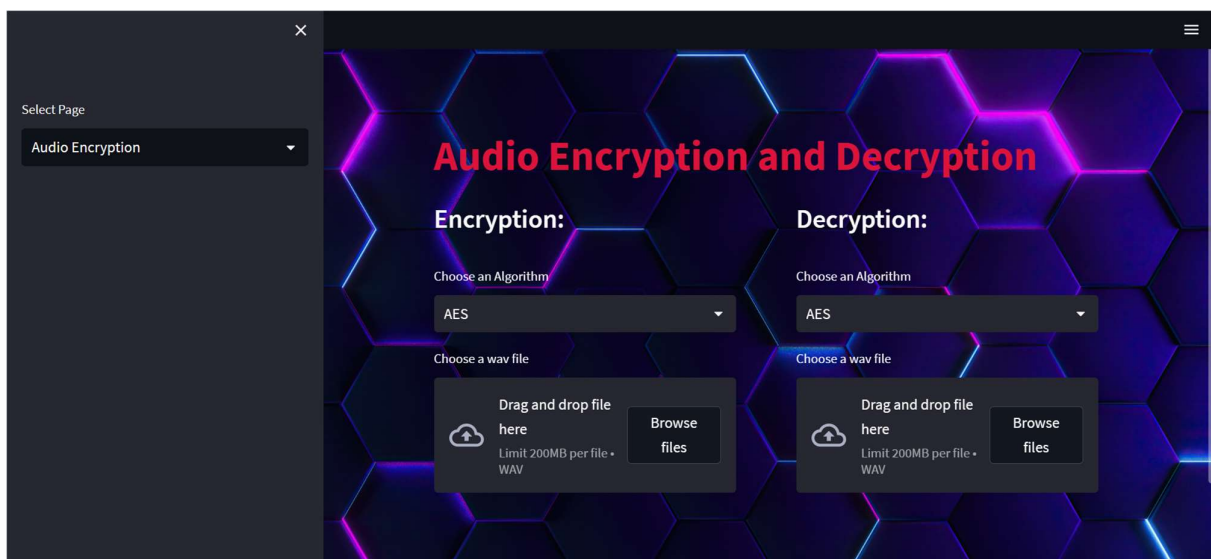 Select Page
Audio Encryption
Audio Encryption and Decryption
Encryption:
Choose an Algorithm
AES
Choose a wav file
Drag and drop file
here
Limit 200MB per file •
WAV
Browse
files
Decryption:
Choose an Algorithm
AES
Choose a wav file
Drag and drop file
here
Limit 200MB per file •
WAV
Browse
files